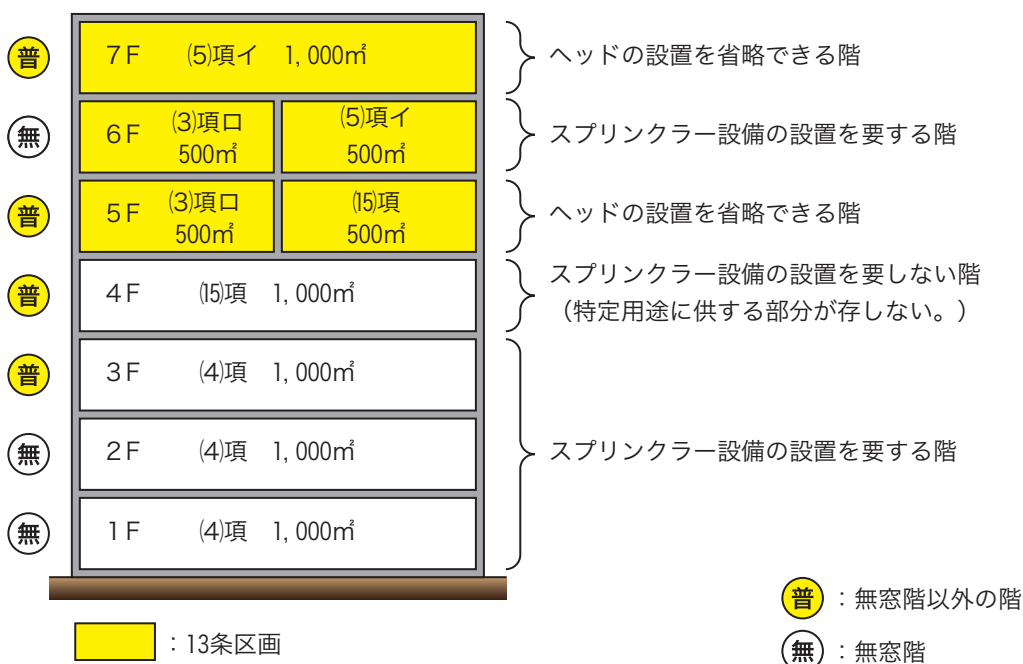 普 7F (5)項イ 1,000㎡ ヘッドの設置を省略できる階
無 6F (3)項ロ 500㎡ (5)項イ 500㎡ スプリンクラー設備の設置を要する階
普 5F (3)項ロ 500㎡ (15)項 500㎡ ヘッドの設置を省略できる階
普 4F (15)項 1,000㎡ スプリンクラー設備の設置を要しない階
（特定用途に供する部分が存しない。）
普 3F (4)項 1,000㎡
無 2F (4)項 1,000㎡ スプリンクラー設備の設置を要する階
無 1F (4)項 1,000㎡
普：無窓階以外の階
：13条区画
無：無窓階